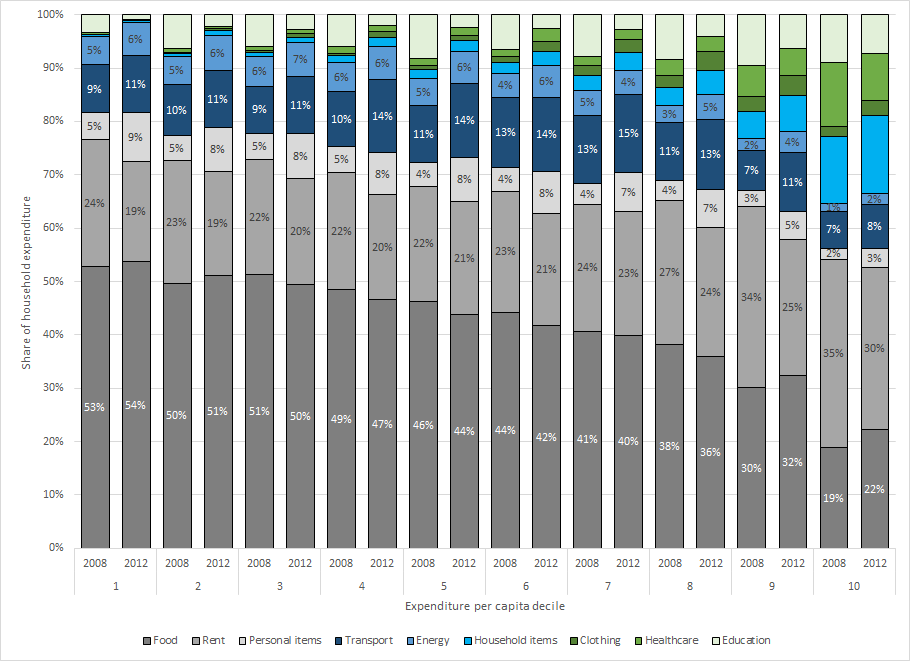 Share of household expenditure
100%
90%
80%
70%
60%
50%
40%
30%
20%
10%
0%
5% 6% 5% 6% 6% 7% 6% 6% 5% 6% 4% 6% 5% 4% 3% 5% 2% 4% 1% 2%
9% 11% 10% 11% 9% 11% 10% 14% 11% 14% 13% 14% 13% 15% 11% 13% 7% 11% 7% 8%
5% 9% 5% 8% 5% 8% 5% 8% 4% 8% 4% 8% 4% 7% 4% 7% 3% 5% 2% 3%
24% 19% 23% 19% 22% 20% 22% 20% 22% 21% 23% 21% 24% 23% 27% 24% 34% 25% 35% 30%
53% 54% 50% 51% 51% 50% 49% 47% 46% 44% 44% 42% 41% 40% 38% 36% 30% 32% 19% 22%
2008 2012 2008 2012 2008 2012 2008 2012 2008 2012 2008 2012 2008 2012 2008 2012 2008 2012 2008 2012
1 2 3 4 5 6 7 8 9 10
Expenditure per capita decile
Food Rent Personal items Transport Energy Household items Clothing Healthcare Education